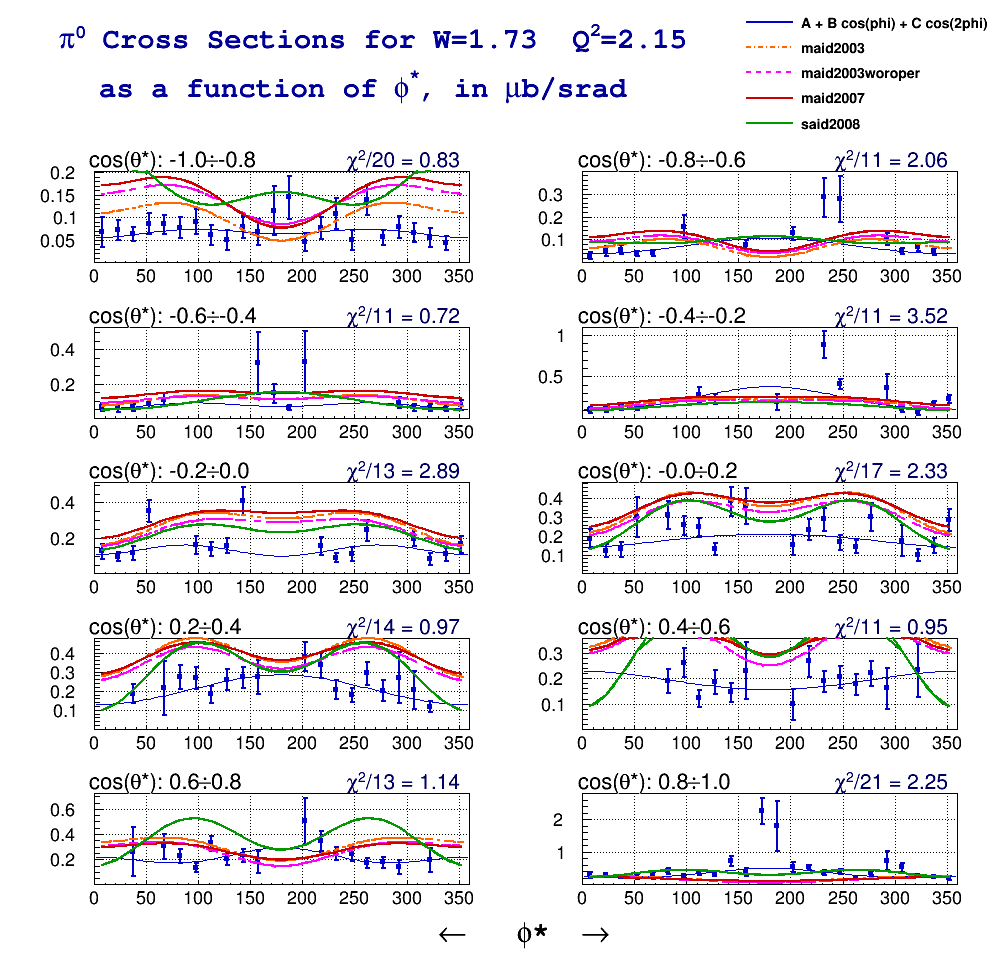 π⁰ Cross Sections for W=1.73 Q²=2.15
as a function of ϕ*, in μb/srad
A + B cos(phi) + C cos(2phi)
maid2003
maid2003woroper
maid2007
said2008
cos(θ*): -1.0÷-0.8 χ²/20 = 0.83
0.2
0.15
0.1
0.05
0 50 100 150 200 250 300 350
cos(θ*): -0.8÷-0.6 χ²/11 = 2.06
0.3
0.2
0.1
0 50 100 150 200 250 300 350
cos(θ*): -0.6÷-0.4 χ²/11 = 0.72
0.4
0.2
0 50 100 150 200 250 300 350
cos(θ*): -0.4÷-0.2 χ²/11 = 3.52
1
0.5
0 50 100 150 200 250 300 350
cos(θ*): -0.2÷0.0 χ²/13 = 2.89
0.4
0.2
0 50 100 150 200 250 300 350
cos(θ*): -0.0÷0.2 χ²/17 = 2.33
0.4
0.3
0.2
0.1
0 50 100 150 200 250 300 350
cos(θ*): 0.2÷0.4 χ²/14 = 0.97
0.4
0.3
0.2
0.1
0 50 100 150 200 250 300 350
cos(θ*): 0.4÷0.6 χ²/11 = 0.95
0.3
0.2
0.1
0 50 100 150 200 250 300 350
cos(θ*): 0.6÷0.8 χ²/13 = 1.14
0.6
0.4
0.2
0 50 100 150 200 250 300 350
cos(θ*): 0.8÷1.0 χ²/21 = 2.25
2
1
0 50 100 150 200 250 300 350
← ϕ* →